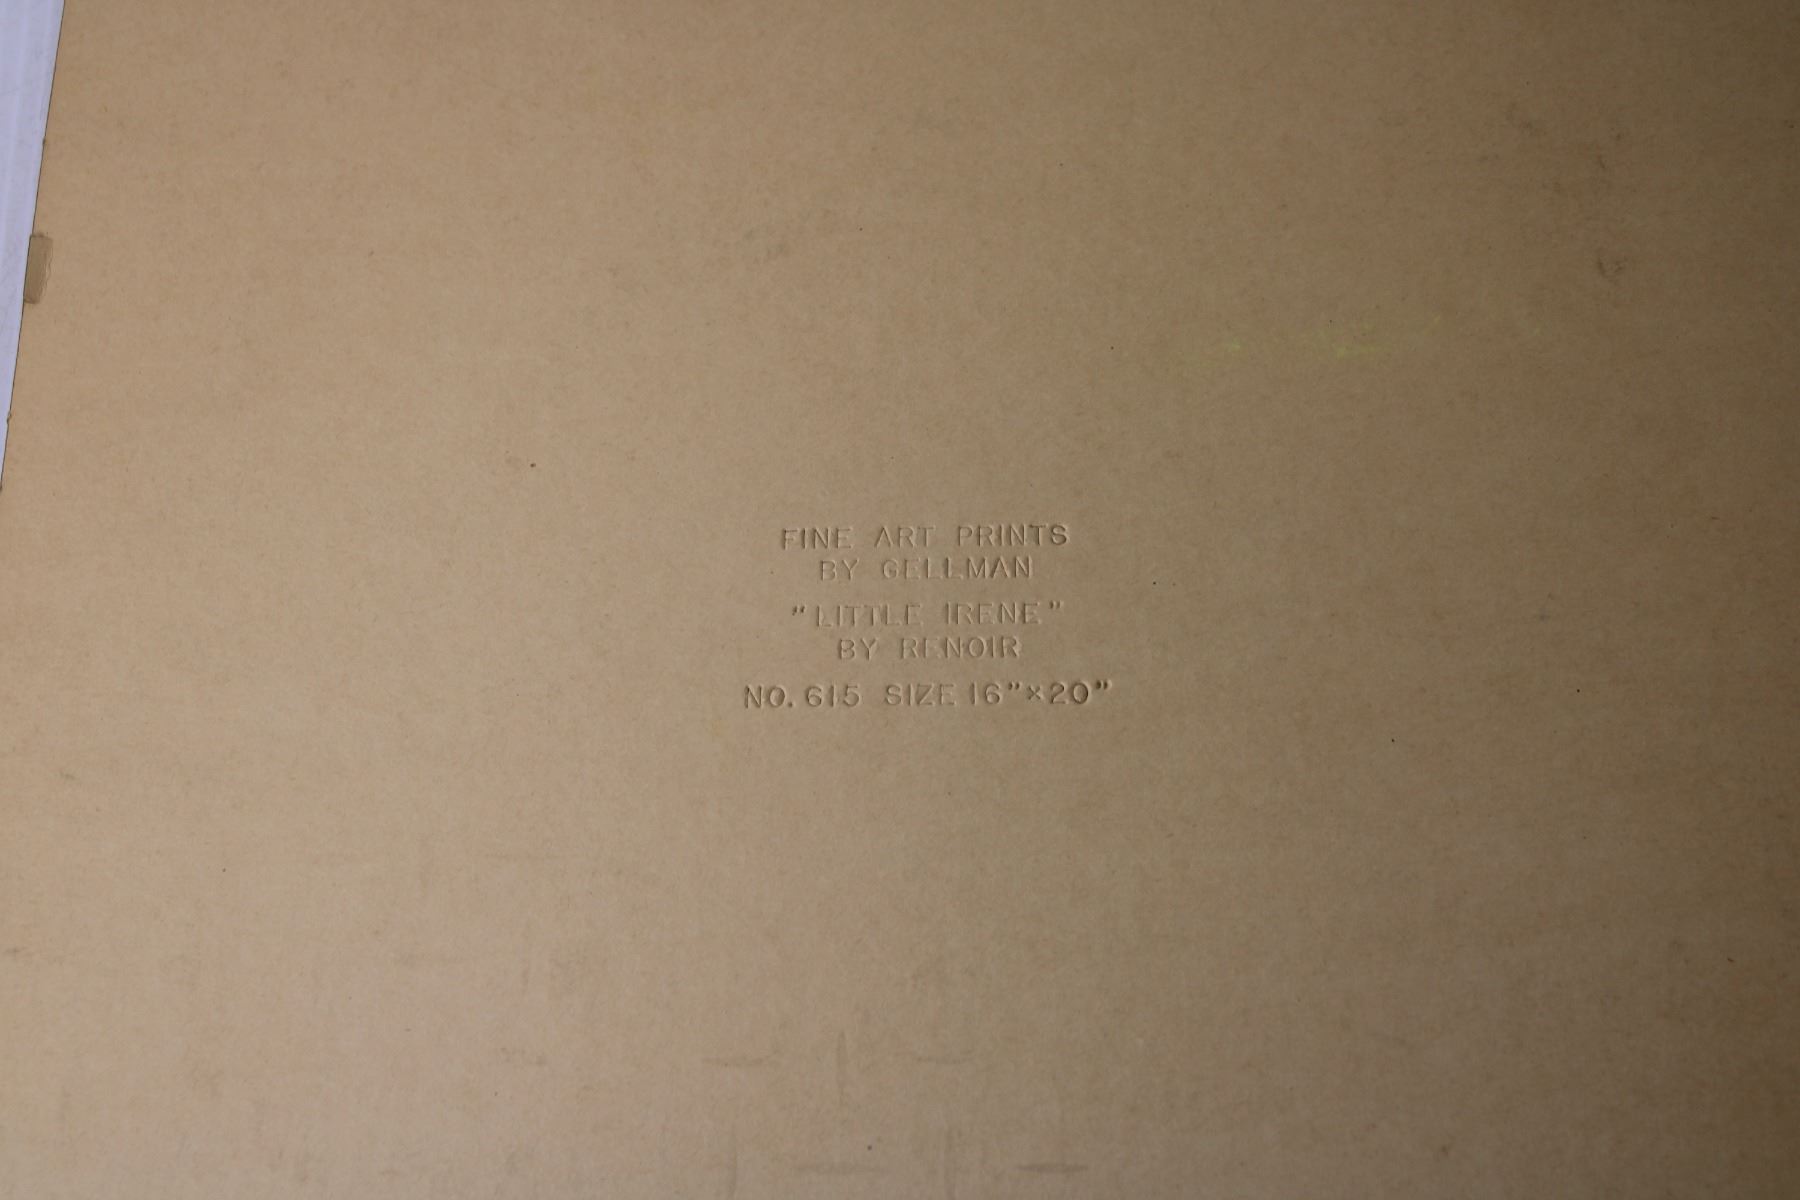 FINE ART PRINTS
BY GELLMAN
"LITTLE IRENE"
BY RENOIR
NO. 615 SIZE 16"×20"